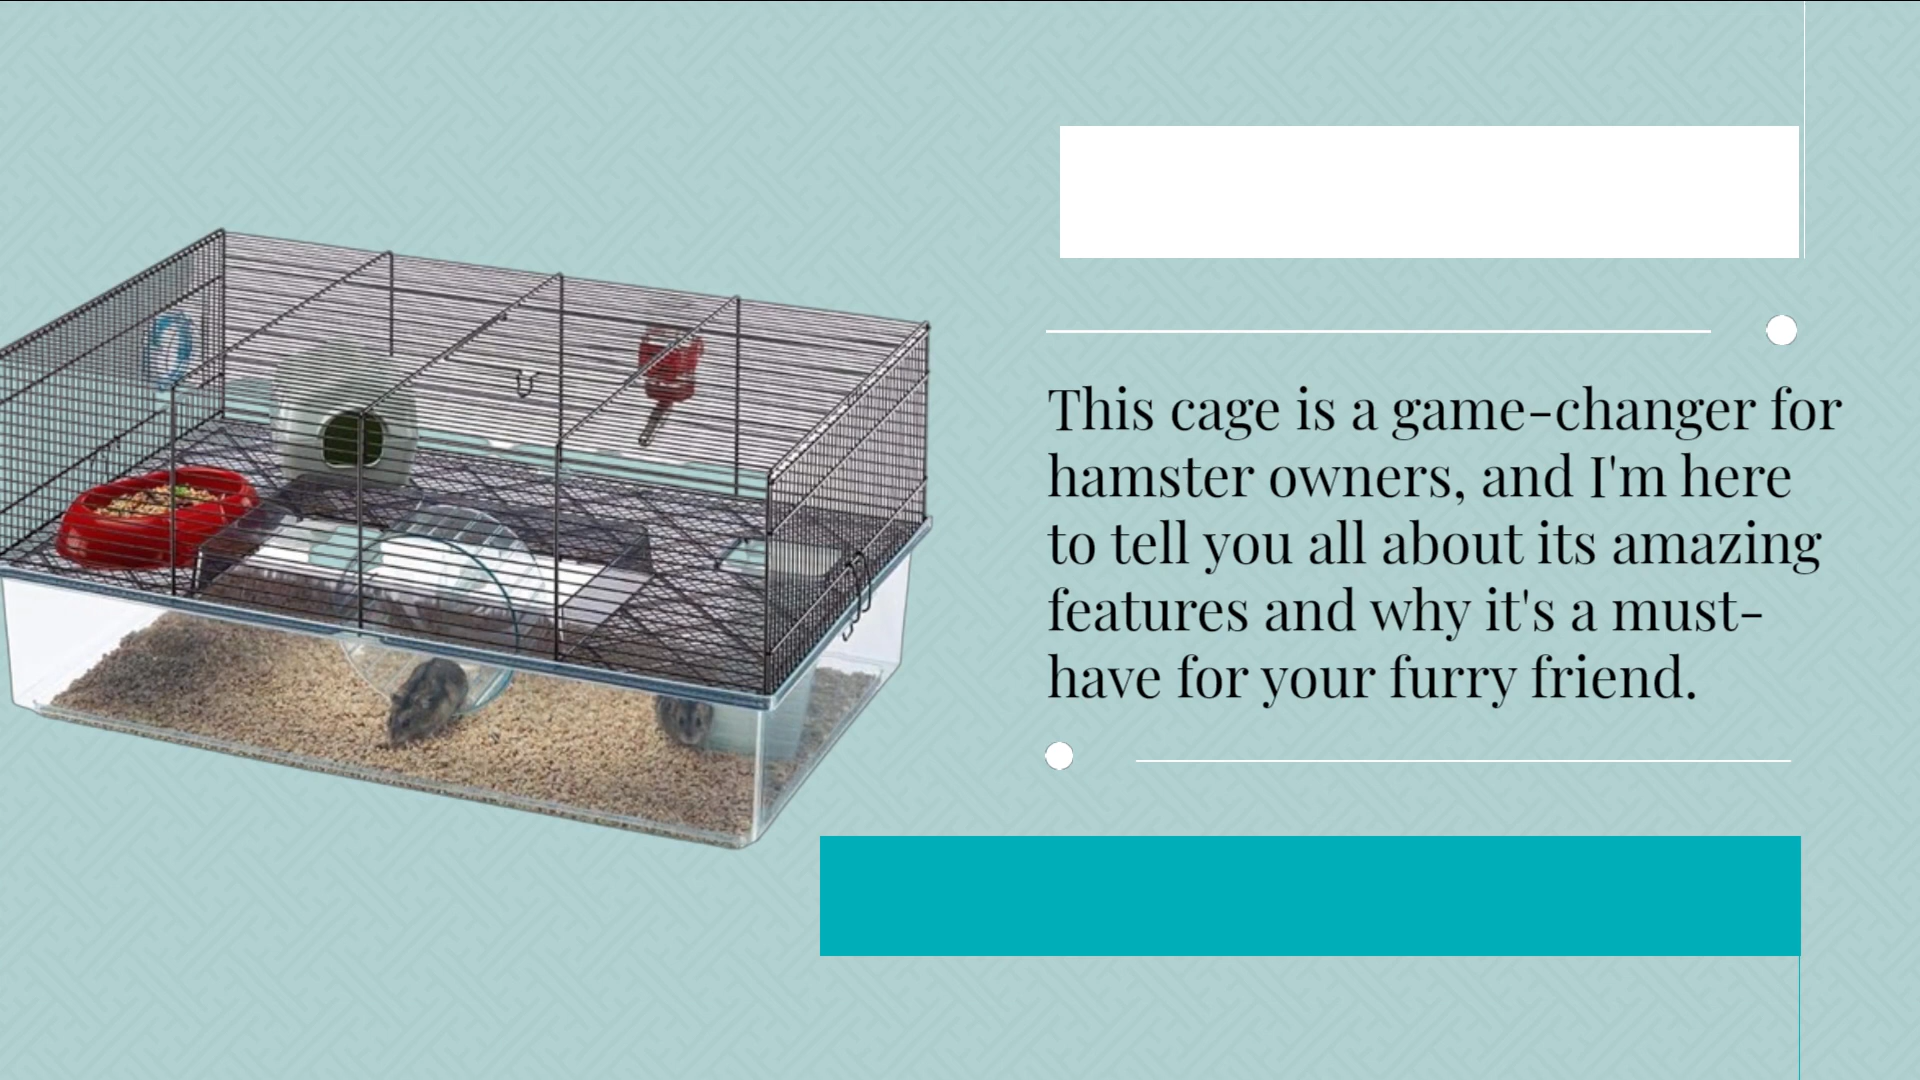 This cage is a game-changer for
hamster owners, and I'm here
to tell you all about its amazing
features and why it's a must-
have for your furry friend.